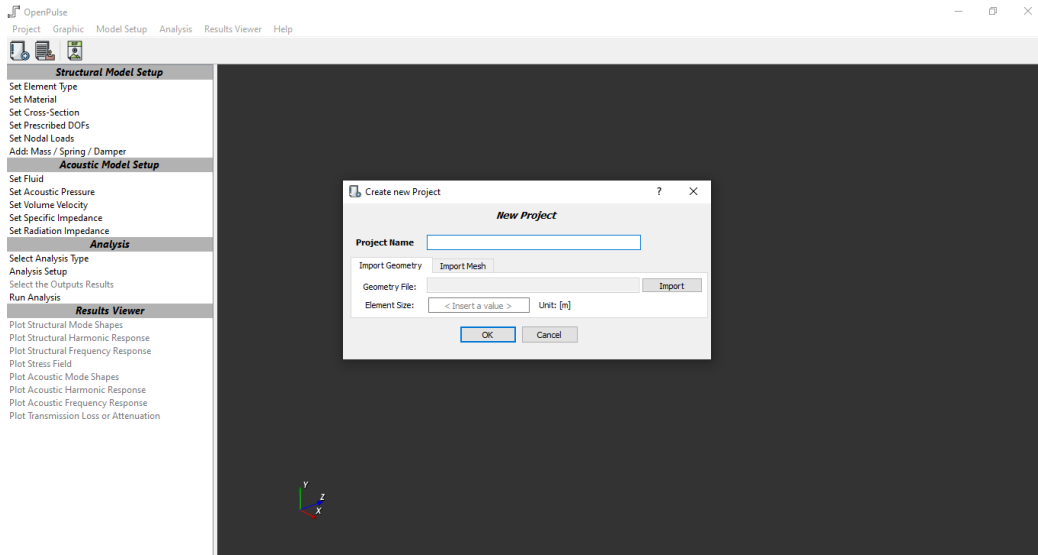 OpenPulse
Project Graphic Model Setup Analysis Results Viewer Help
Structural Model Setup
Set Element Type
Set Material
Set Cross-Section
Set Prescribed DOFs
Set Nodal Loads
Add: Mass / Spring / Damper
Acoustic Model Setup
Set Fluid
Set Acoustic Pressure
Set Volume Velocity
Set Specific Impedance
Set Radiation Impedance
Analysis
Select Analysis Type
Analysis Setup
Select the Outputs Results
Run Analysis
Results Viewer
Plot Structural Mode Shapes
Plot Structural Harmonic Response
Plot Structural Frequency Response
Plot Stress Field
Plot Acoustic Mode Shapes
Plot Acoustic Harmonic Response
Plot Acoustic Frequency Response
Plot Transmission Loss or Attenuation
Create new Project ?
New Project
Project Name
Import Geometry Import Mesh
Geometry File: Import
Element Size: < Insert a value > Unit: [m]
OK Cancel
Y
Z
X